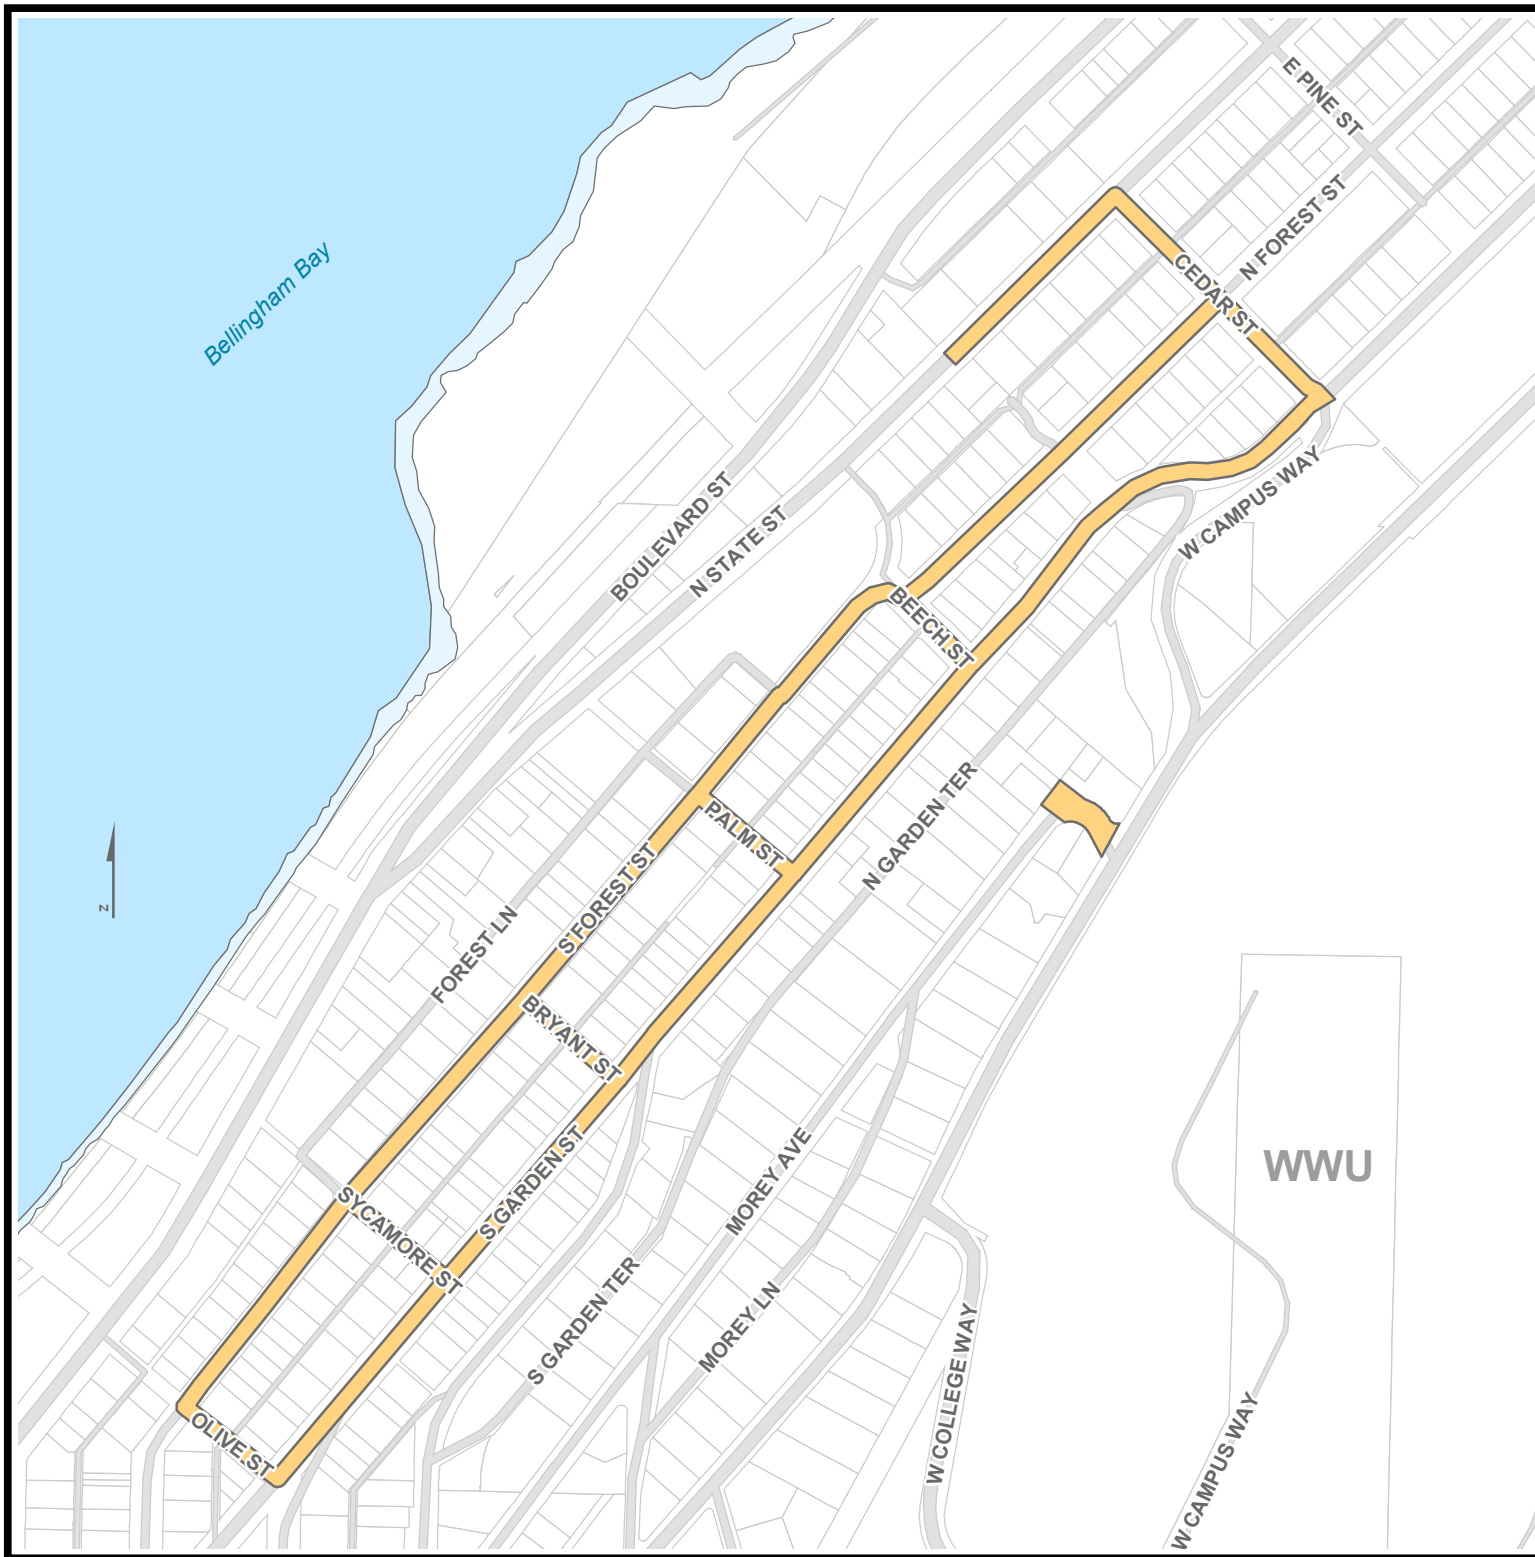 E PINE ST
N FOREST ST
CEDAR ST
Bellingham Bay
W CAMPUS WAY
BOULEVARD ST
N STATE ST
BEECH ST
N GARDEN TER
PALM ST
S FOREST ST
FOREST LN
Z
BRYANT ST
WWU
S GARDEN ST
MOREY AVE
SYCAMORE ST
S GARDEN TER
MOREY LN
W COLLEGE WAY
OLIVE ST
W CAMPUS WAY